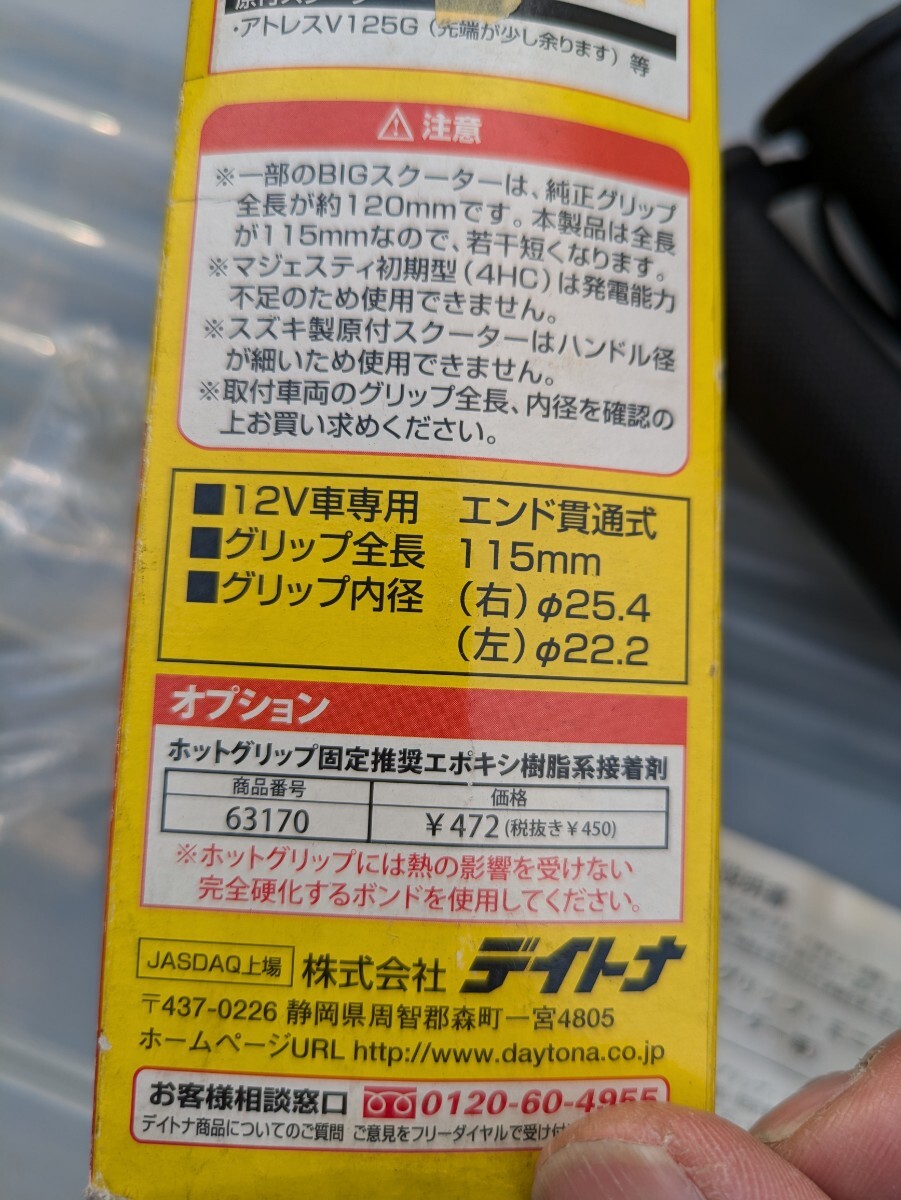 ・アドレスV125G（先端が少し余ります）等
⚠注意
※一部のBIGスクーターは、純正グリップ
全長が約120mmです。本製品は全長
が115mmなので、若干短くなります。
※マジェスティ初期型（4HC）は発電能力
不足のため使用できません。
※スズキ製原付スクーターはハンドル径
が細いため使用できません。
※取付車両のグリップ全長、内径を確認の
上お買い求めください。
■12V車専用 エンド貫通式
■グリップ全長 115mm
■グリップ内径 （右）φ25.4
（左）φ22.2
オプション
ホットグリップ固定推奨エポキシ樹脂系接着剤
商品番号 価格
63170 ￥472（税抜き￥450）
※ホットグリップには熱の影響を受けない
完全硬化するボンドを使用してください。
JASDAQ上場 株式会社 デイトナ
〒437-0226 静岡県周智郡森町一宮4805
ホームページURL http://www.daytona.co.jp
お客様相談窓口 0120-60-4955
デイトナ商品についてのご質問 ご意見をフリーダイヤルで受け付